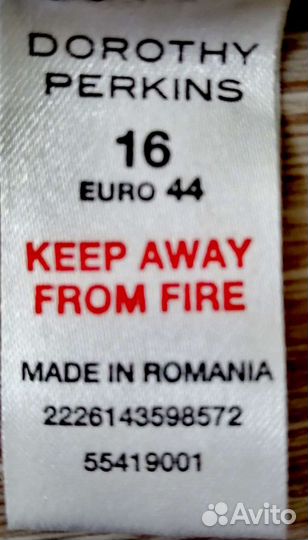 DOROTHY
PERKINS
16
EURO 44
KEEP AWAY
FROM FIRE
MADE IN ROMANIA
2226143598572
55419001
Avito